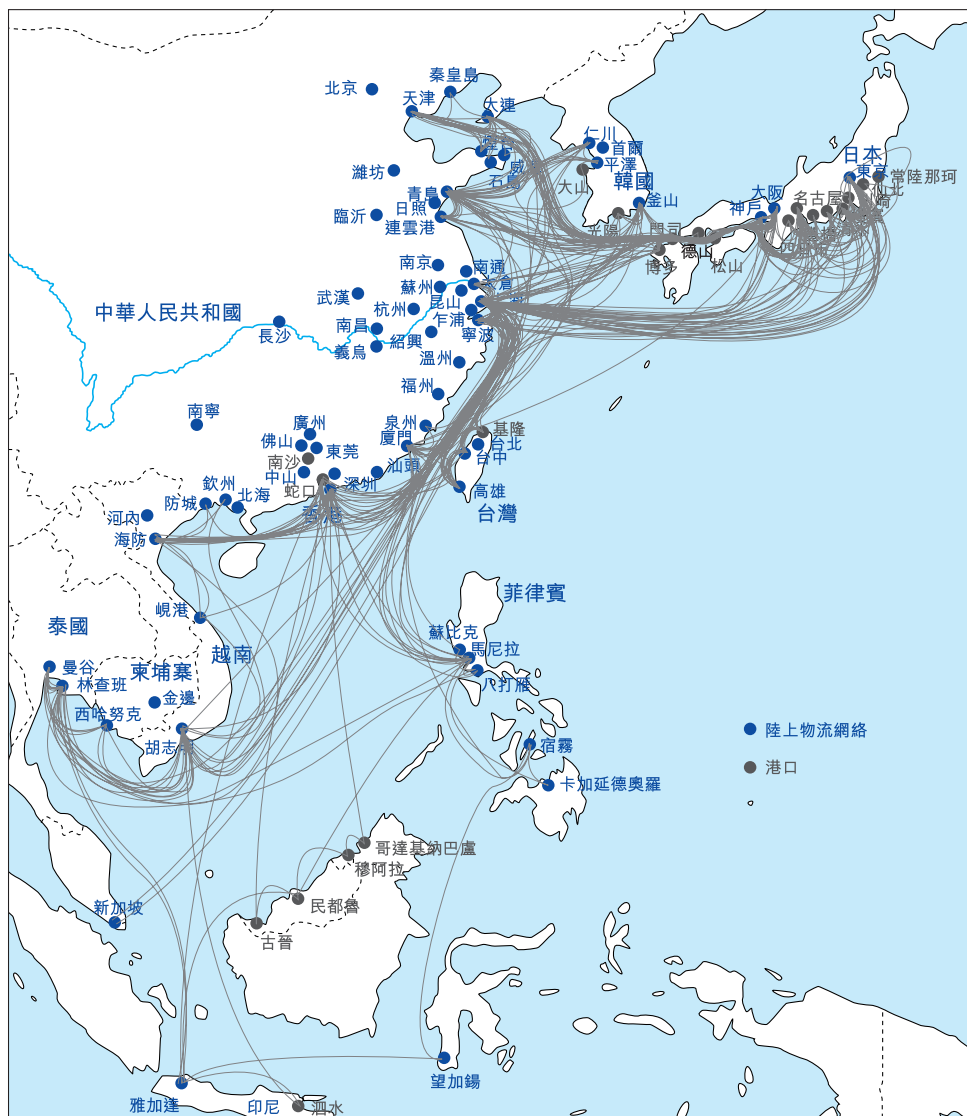 秦皇島
北京
天津
大連
仁川
首爾
平澤
日本
東京
常陸那珂
威
石島
大山
韓國
濰坊
青島
日照
臨沂
連雲港
釜山
大阪
神戶
名古屋
光陽
門司
德山
博多
松山
南京
南通
太倉
蘇州
武漢
杭州
昆山
中華人民共和國
乍浦
南昌
紹興
寧波
長沙
義烏
溫州
福州
南寧
泉州
基隆
廣州
廈門
佛山
東莞
台北
南沙
台中
中山
汕頭
蛇口
深圳
高雄
欽州
北海
防城
香港
台灣
河內
海防
菲律賓
峴港
泰國
蘇比克
越南
馬尼拉
曼谷
柬埔寨
林查班
八打雁
金邊
西哈努克
胡志明
宿霧
陸上物流網絡
港口
卡加延德奧羅
哥達基納巴盧
穆阿拉
新加坡
民都魯
古晉
望加錫
雅加達
印尼
泗水